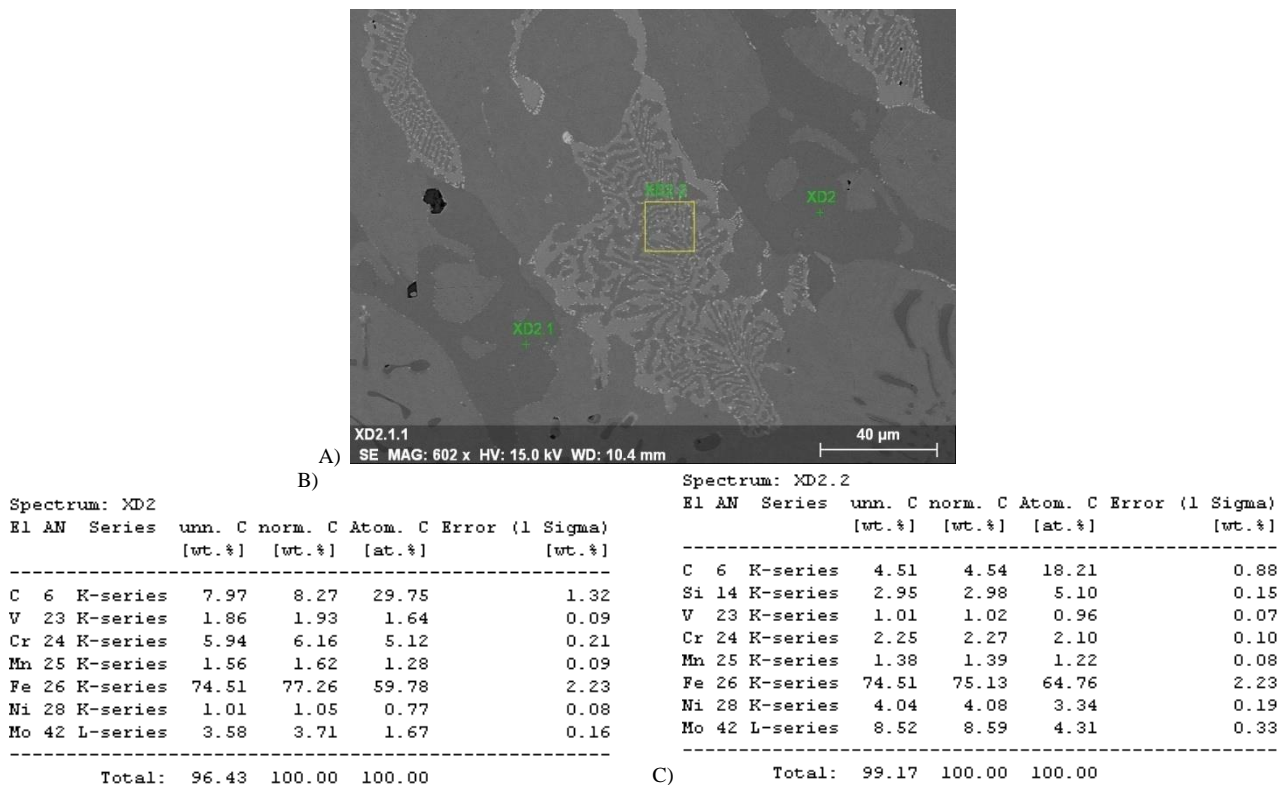 XD2
XD2.1
XD2.1.1
SE MAG: 602 x HV: 15.0 kV WD: 10.4 mm
40 µm
A)
B)
Spectrum: XD2
El AN Series unn. C norm. C Atom. C Error (1 Sigma)
[wt.%] [wt.%] [at.%] [wt.%]
C 6 K-series 7.97 8.27 29.75 1.32
V 23 K-series 1.86 1.93 1.64 0.09
Cr 24 K-series 5.94 6.16 5.12 0.21
Mn 25 K-series 1.56 1.62 1.28 0.09
Fe 26 K-series 74.51 77.26 59.78 2.23
Ni 28 K-series 1.01 1.05 0.77 0.08
Mo 42 L-series 3.58 3.71 1.67 0.16
Total: 96.43 100.00 100.00
Spectrum: XD2.2
El AN Series unn. C norm. C Atom. C Error (1 Sigma)
[wt.%] [wt.%] [at.%] [wt.%]
C 6 K-series 4.51 4.54 18.21 0.88
Si 14 K-series 2.95 2.98 5.10 0.15
V 23 K-series 1.01 1.02 0.96 0.07
Cr 24 K-series 2.25 2.27 2.10 0.10
Mn 25 K-series 1.38 1.39 1.22 0.08
Fe 26 K-series 74.51 75.13 64.76 2.23
Ni 28 K-series 4.04 4.08 3.34 0.19
Mo 42 L-series 8.52 8.59 4.31 0.33
Total: 99.17 100.00 100.00
C)